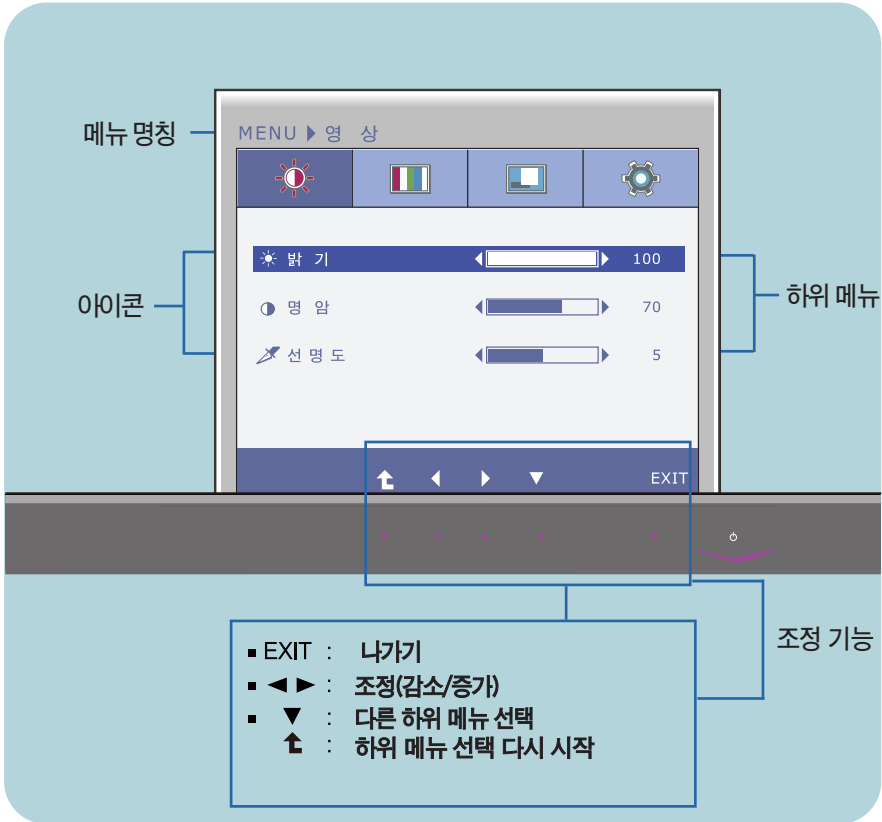 메뉴 명칭
MENU ▶ 영 상
아이콘
밝 기 100
명 암 70
선 명 도 5
하위 메뉴
EXIT
조정 기능
▪ EXIT : 나가기
▪ ◀ ▶ : 조정(감소/증가)
▪ ▼ : 다른 하위 메뉴 선택
: 하위 메뉴 선택 다시 시작